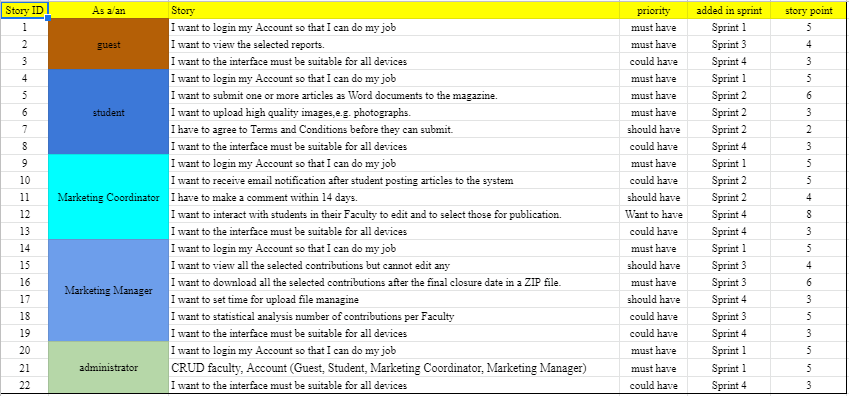 Story ID As a/an Story priority added in sprint story point
1 guest I want to login my Account so that I can do my job must have Sprint 1 5
2 I want to view the selected reports. must have Sprint 3 4
3 I want to the interface must be suitable for all devices could have Sprint 4 3
4 student I want to login my Account so that I can do my job must have Sprint 1 5
5 I want to submit one or more articles as Word documents to the magazine. must have Sprint 2 6
6 I want to upload high quality images,e.g. photographs. must have Sprint 2 3
7 I have to agree to Terms and Conditions before they can submit. should have Sprint 2 2
8 I want to the interface must be suitable for all devices could have Sprint 4 3
9 Marketing Coordinator I want to login my Account so that I can do my job must have Sprint 1 5
10 I want to receive email notification after student posting articles to the system could have Sprint 2 5
11 I have to make a comment within 14 days. should have Sprint 2 4
12 I want to interact with students in their Faculty to edit and to select those for publication. Want to have Sprint 4 8
13 I want to the interface must be suitable for all devices could have Sprint 4 3
14 Marketing Manager I want to login my Account so that I can do my job must have Sprint 1 5
15 I want to view all the selected contributions but cannot edit any should have Sprint 3 4
16 I want to download all the selected contributions after the final closure date in a ZIP file. must have Sprint 3 6
17 I want to set time for upload file managine should have Sprint 4 3
18 I want to statistical analysis number of contributions per Faculty could have Sprint 3 5
19 I want to the interface must be suitable for all devices could have Sprint 4 3
20 administrator I want to login my Account so that I can do my job must have Sprint 1 5
21 CRUD faculty, Account (Guest, Student, Marketing Coordinator, Marketing Manager) must have Sprint 1 5
22 I want to the interface must be suitable for all devices could have Sprint 4 3